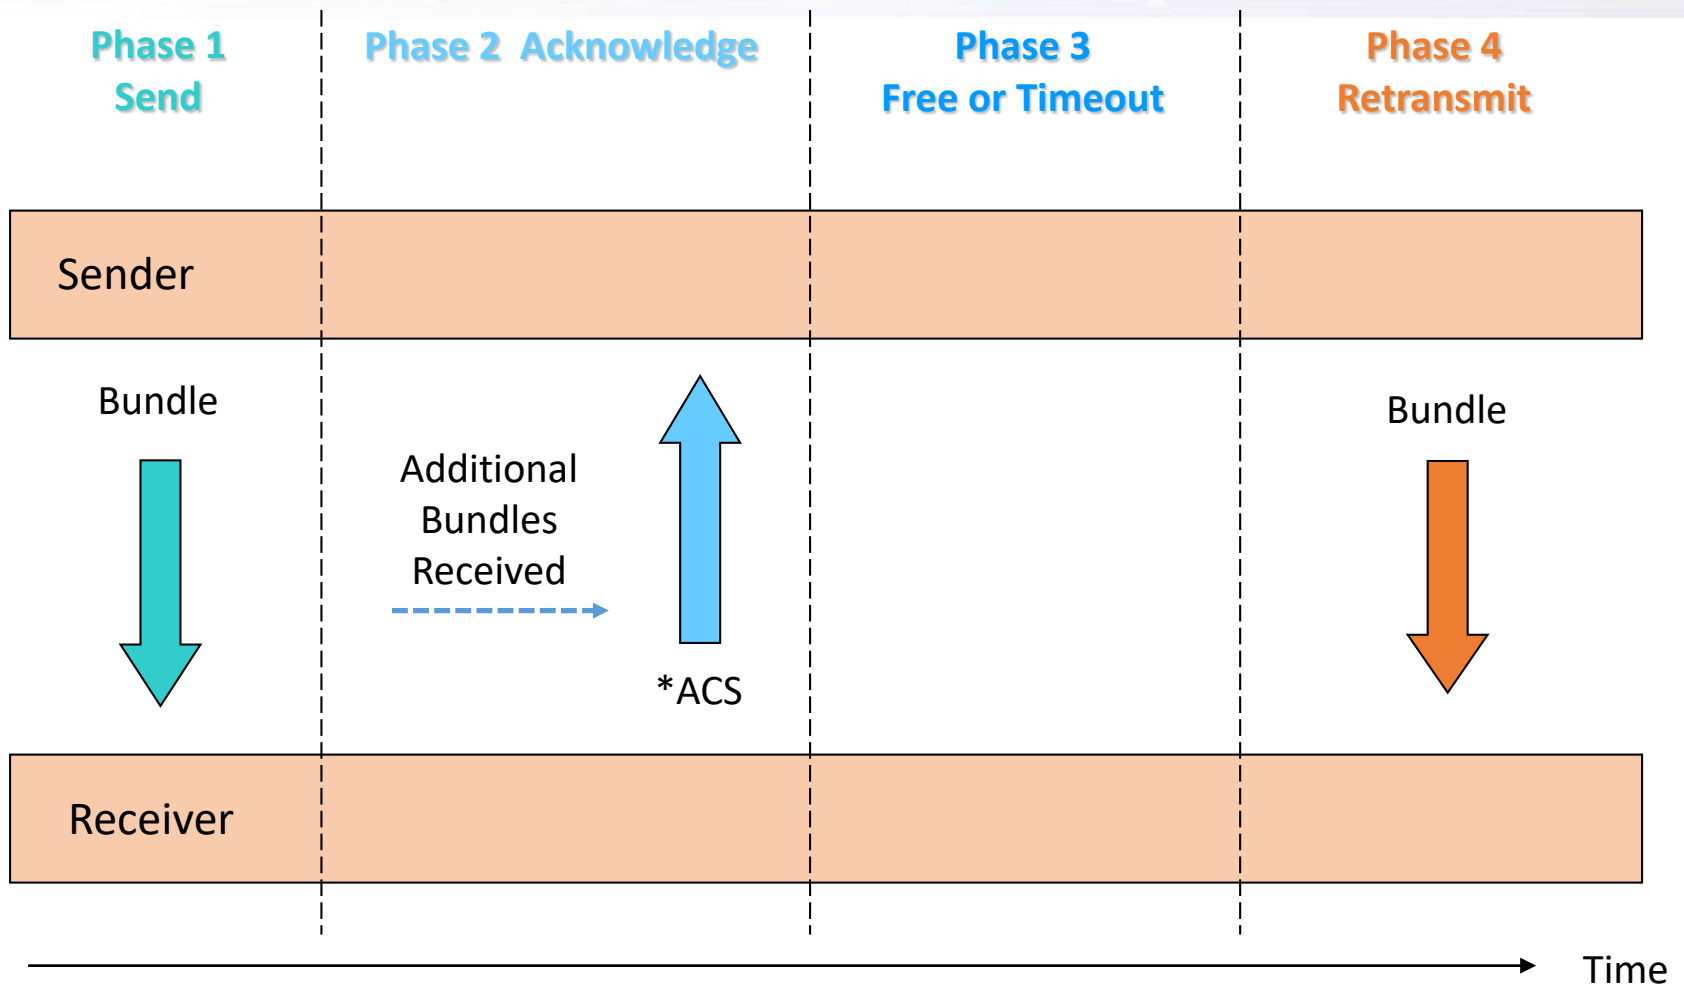 Phase 1
Send
Phase 2 Acknowledge
Phase 3
Free or Timeout
Phase 4
Retransmit
Sender
Bundle
Additional
Bundles
Received
*ACS
Bundle
Receiver
Time